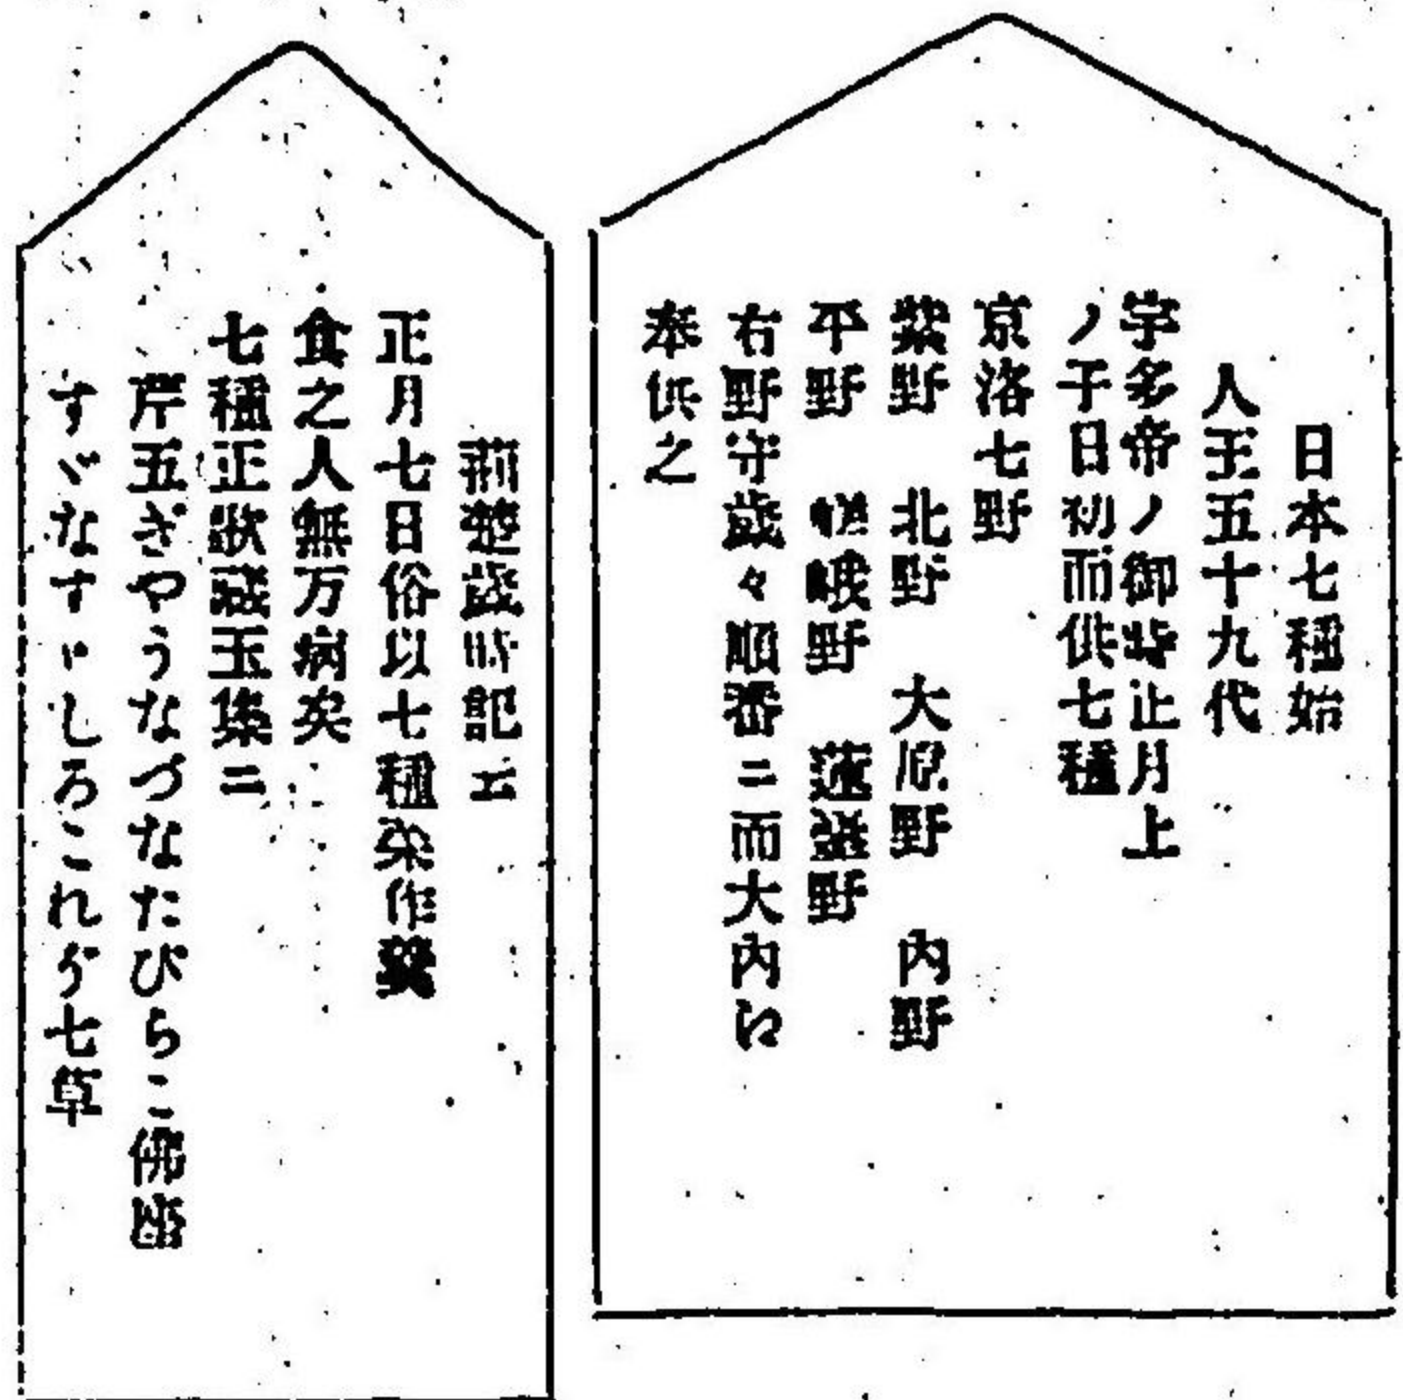 日本七種始
人王五十九代
宇多帝ノ御時正月上
ノ子日初而供七種
京洛七野
紫野　北野　大原野　内野
平野　嵯峨野　蓮䑓野
右野守歳々順番ニ而大内江
奉供之
荊楚歳時記云
正月七日俗以七種菜作羹
食之人無万病矣
七種正歌蔵玉集ニ
芹五ぎやうなづなたびらこ佛座
すゞなすゞしろこれが七草